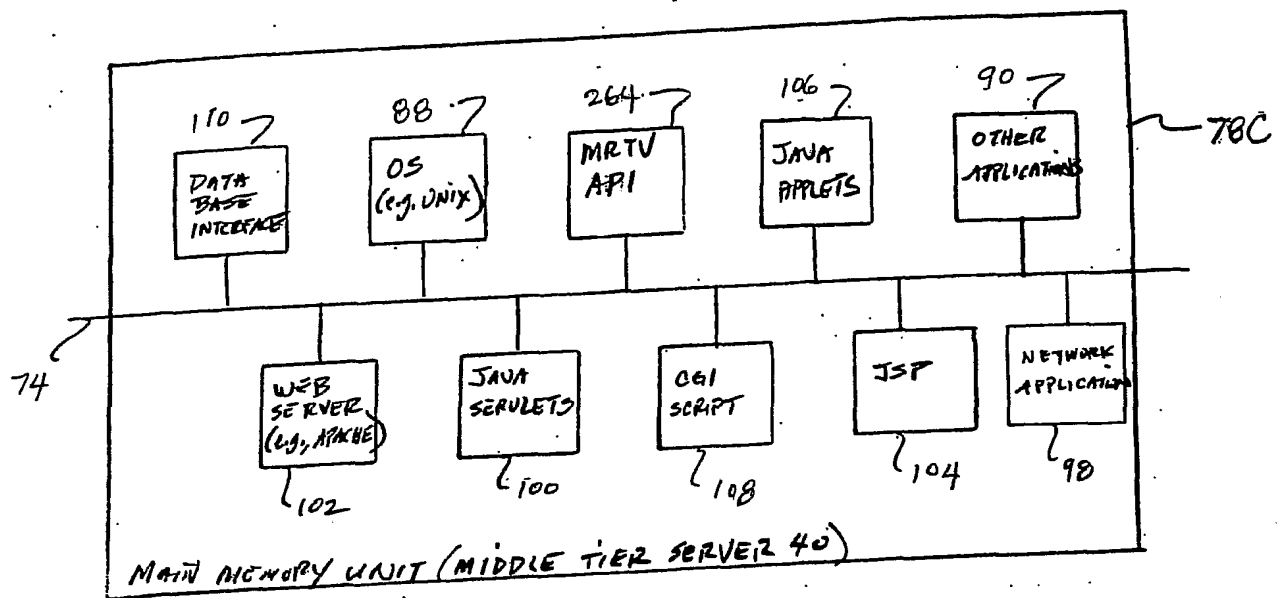 110
88
264
106
90
78C
DATA
BASE
INTERFACE
OS
(e.g. UNIX)
MRTV
API
JAVA
APPLETS
OTHER
APPLICATIONS
74
WEB
SERVER
(e.g., APACHE)
JAVA
SERVLETS
CGI
SCRIPT
JSP
NETWORK
APPLICATION
102
100
108
104
98
MAIN MEMORY UNIT (MIDDLE TIER SERVER 40)